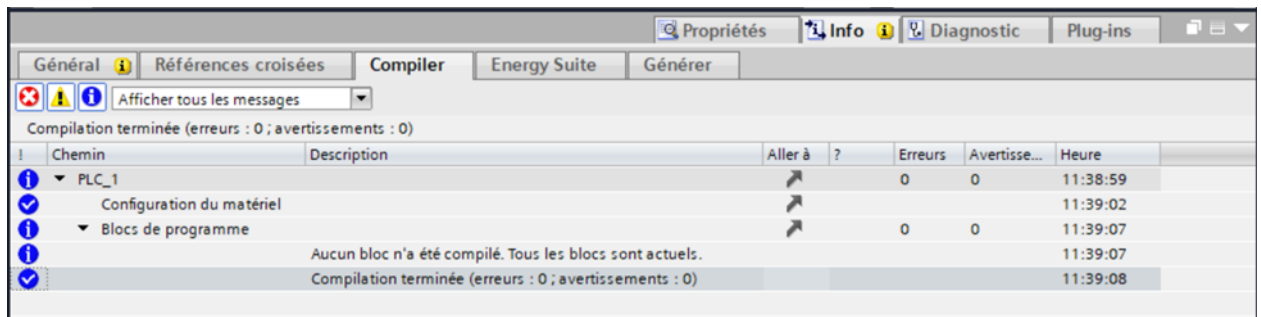 Propriétés Info Diagnostic Plug-ins
Général Références croisées Compiler Energy Suite Générer
Afficher tous les messages
Compilation terminée (erreurs : 0 ; avertissements : 0)
! Chemin Description Aller à ? Erreurs Avertisse... Heure
PLC_1 0 0 11:38:59
Configuration du matériel 11:39:02
Blocs de programme 0 0 11:39:07
Aucun bloc n'a été compilé. Tous les blocs sont actuels. 11:39:07
Compilation terminée (erreurs : 0 ; avertissements : 0) 11:39:08